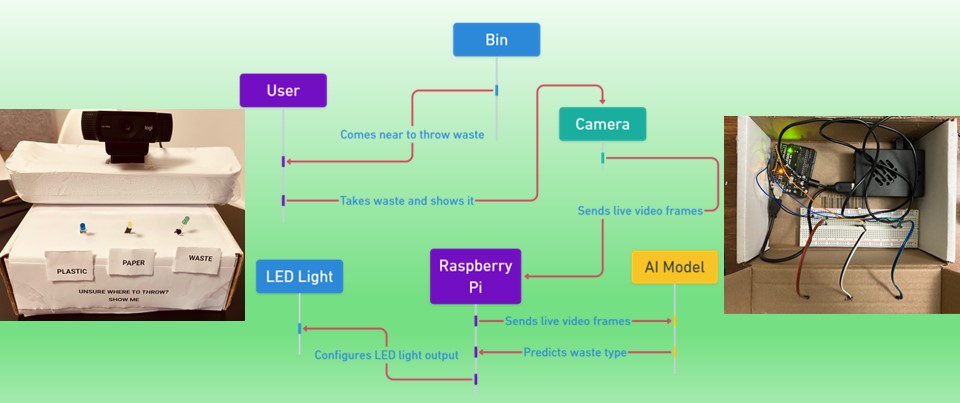 Bin
User
Camera
Comes near to throw waste
Takes waste and shows it
Sends live video frames
logi
PLASTIC
PAPER
WASTE
UNSURE WHERE TO THROW?
SHOW ME
LED Light
Raspberry
Pi
AI Model
Sends live video frames
Configures LED light output
Predicts waste type